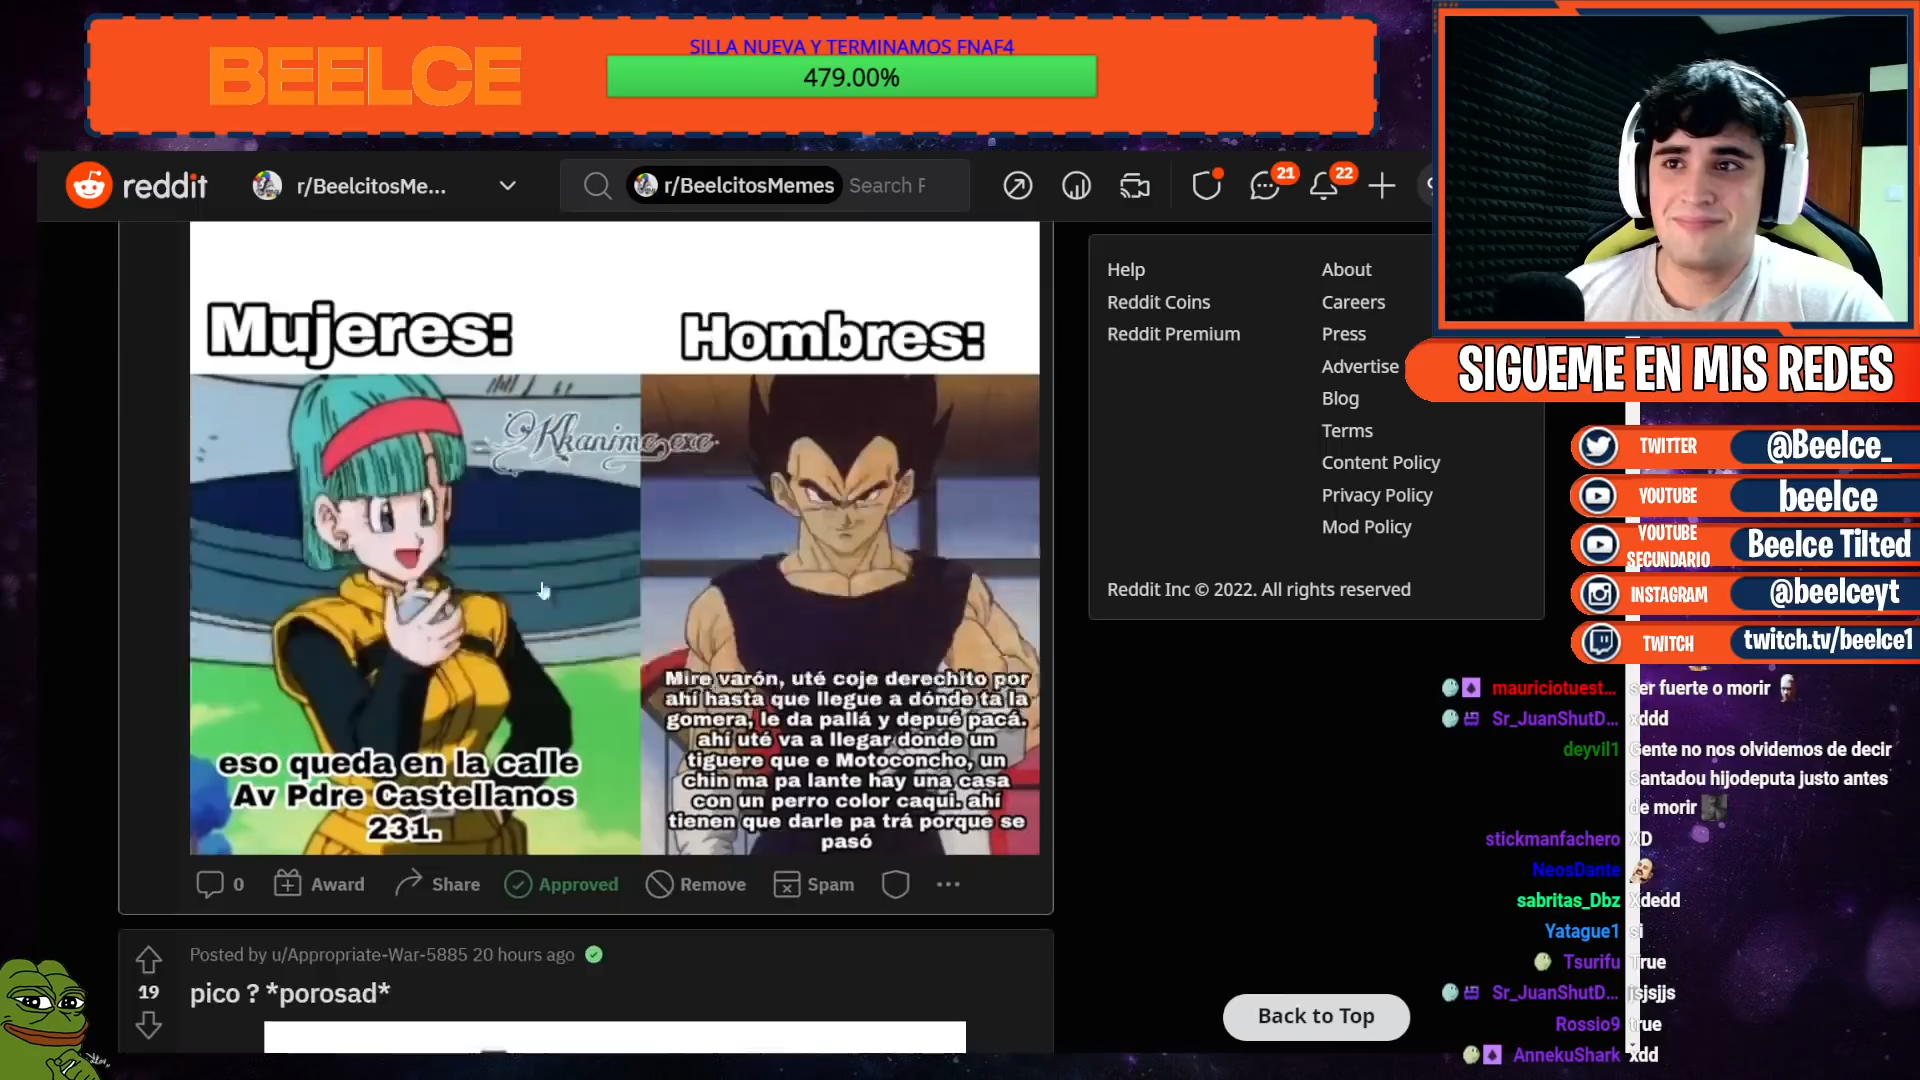 BEELCE
SILLA NUEVA Y TERMINAMOS FNAF4
479.00%
reddit
r/BeelcitosMe...
r/BeelcitosMemes
Search F
21
22
Mujeres:
Hombres:
Kkanime.exe
eso queda en la calle
Av Pdre Castellanos
231.
Mire varón, uté coje derechito por
ahí hasta que llegue a dónde ta la
gomera, le da pallá y depué pacá.
ahí uté va a llegar donde un
tiguere que e Motoconcho, un
chin ma pa lante hay una casa
con un perro color caqui. ahí
tienen que darle pa trá porque se
pasó
0
Award
Share
Approved
Remove
Spam
Posted by u/Appropriate-War-5885 20 hours ago
19
pico ? *porosad*
Help
Reddit Coins
Reddit Premium
About
Careers
Press
Advertise
Blog
Terms
Content Policy
Privacy Policy
Mod Policy
Reddit Inc © 2022. All rights reserved
Back to Top
SIGUEME EN MIS REDES
TWITTER @Beelce_
YOUTUBE beelce
YOUTUBE
SECUNDARIO Beelce Tilted
INSTAGRAM @beelceyt
TWITCH twitch.tv/beelce1
mauriciotuest... ser fuerte o morir
Sr_JuanShutD... xddd
deyvil1 Gente no nos olvidemos de decir
Santadou hijodeputa justo antes
de morir
stickmanfachero XD
NeosDante
sabritas_Dbz Xdedd
Yatague1 si
Tsurifu True
Sr_JuanShutD... jsjsjjs
Rossio9 true
AnnekuShark xdd